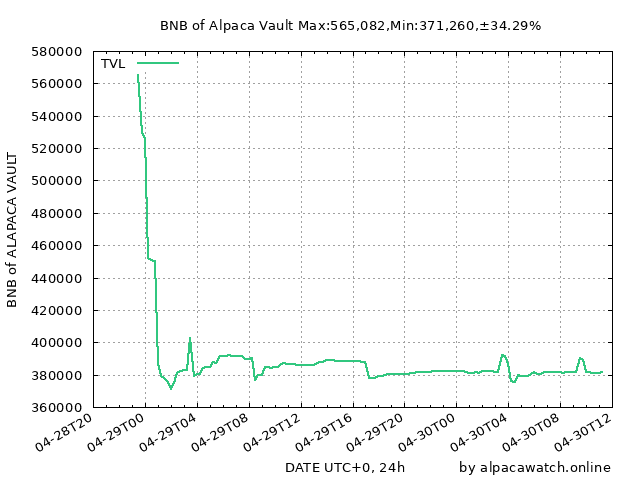 BNB of Alpaca Vault Max:565,082,Min:371,260,±34.29%
TVL
BNB of ALAPACA VAULT
580000
560000
540000
520000
500000
480000
460000
440000
420000
400000
380000
360000
04-28T20
04-29T00
04-29T04
04-29T08
04-29T12
04-29T16
04-29T20
04-30T00
04-30T04
04-30T08
04-30T12
DATE UTC+0, 24h
by alpacawatch.online